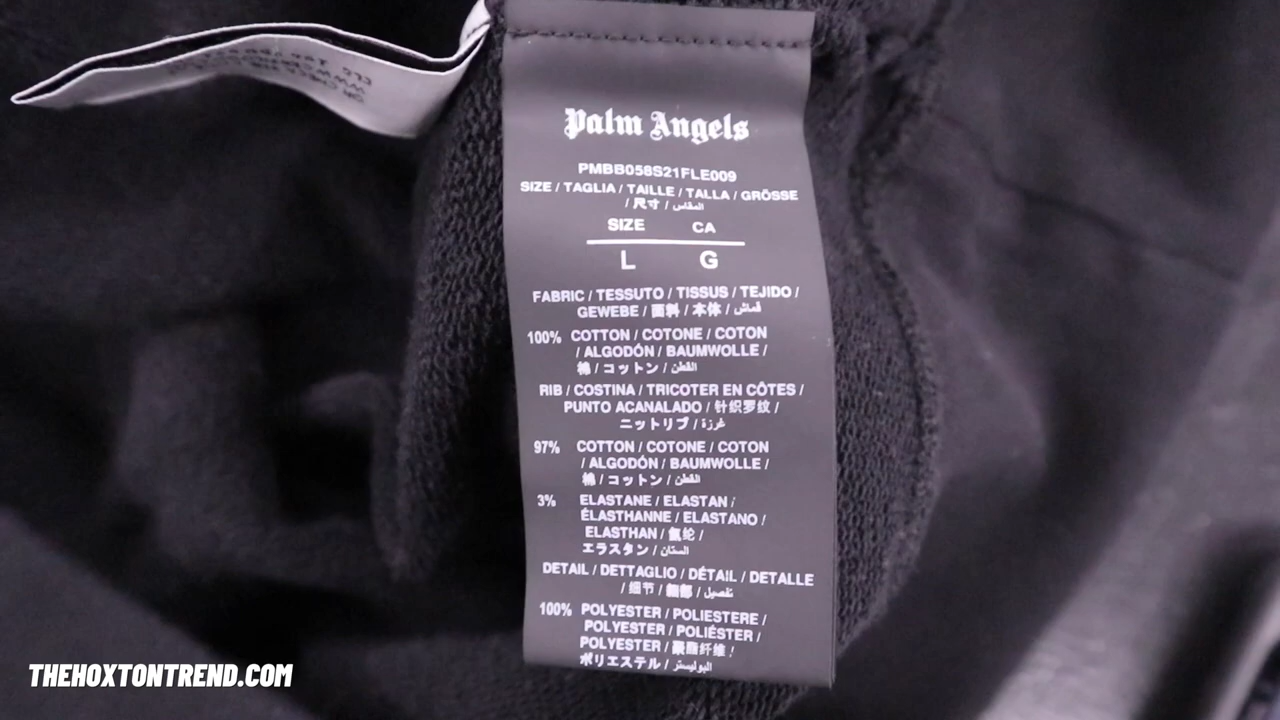 Palm Angels
PMBB058S21FLE009
SIZE / TAGLIA / TAILLE / TALLA / GRÖSSE
/ 尺寸 / المقاس
SIZE CA
L G
FABRIC / TESSUTO / TISSUS / TEJIDO /
GEWEBE / 面料 / 本体 / قماش
100% COTTON / COTONE / COTON
/ ALGODÓN / BAUMWOLLE /
棉 / コットン / القطن
RIB / COSTINA / TRICOTER EN CÔTES /
PUNTO ACANALADO / 针织罗纹 /
ニットリブ / غرزة
97% COTTON / COTONE / COTON
/ ALGODÓN / BAUMWOLLE /
棉 / コットン / القطن
3% ELASTANE / ELASTAN /
ÉLASTHANNE / ELASTANO /
ELASTHAN / 氨纶 /
エラスタン / الستان
DETAIL / DETTAGLIO / DÉTAIL / DETALLE
/ 细节 / 細部 / تفصيل
100% POLYESTER / POLIESTERE /
POLYESTER / POLIÉSTER /
POLYESTER / 聚酯纤维 /
ポリエステル / البوليستر
THEHOXTONTREND.COM